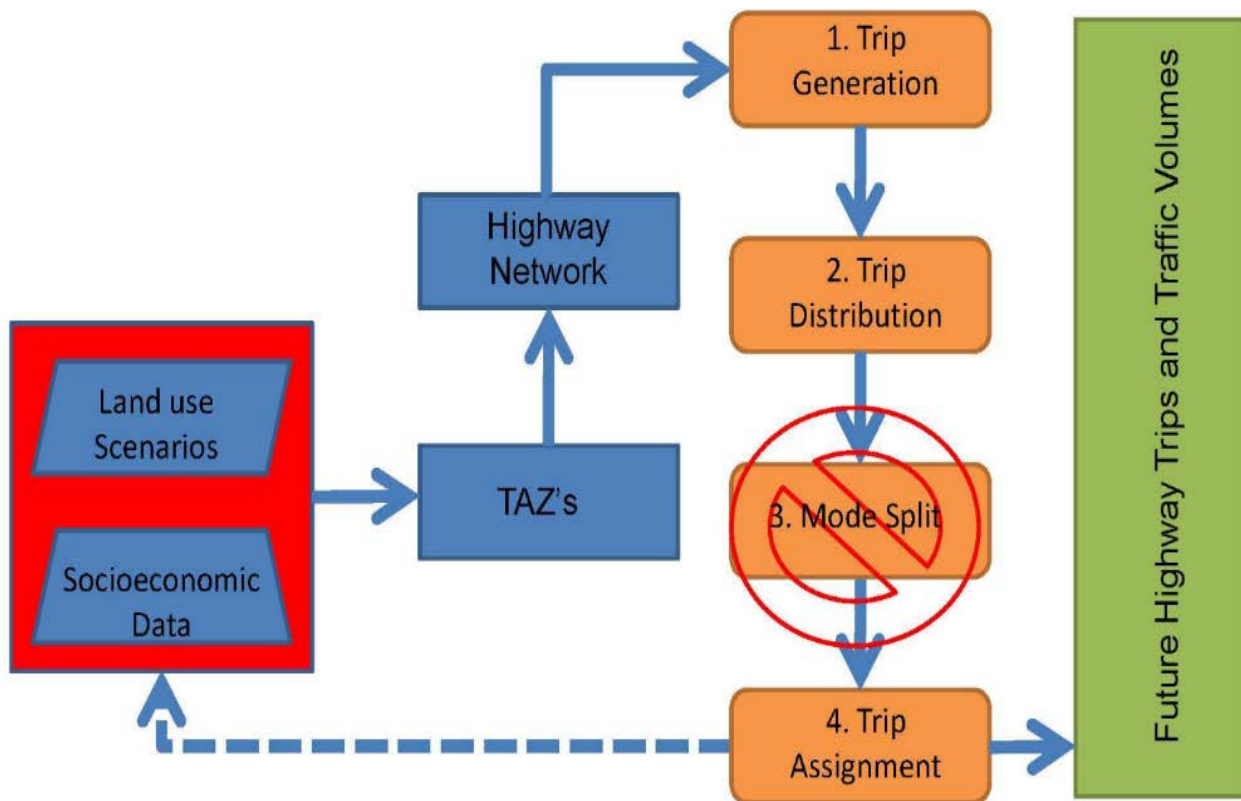 1. Trip
Generation
Highway
Network
2. Trip
Distribution
Land use
Scenarios
TAZ's
3. Mode Split
Socioeconomic
Data
4. Trip
Assignment
Future Highway Trips and Traffic Volumes